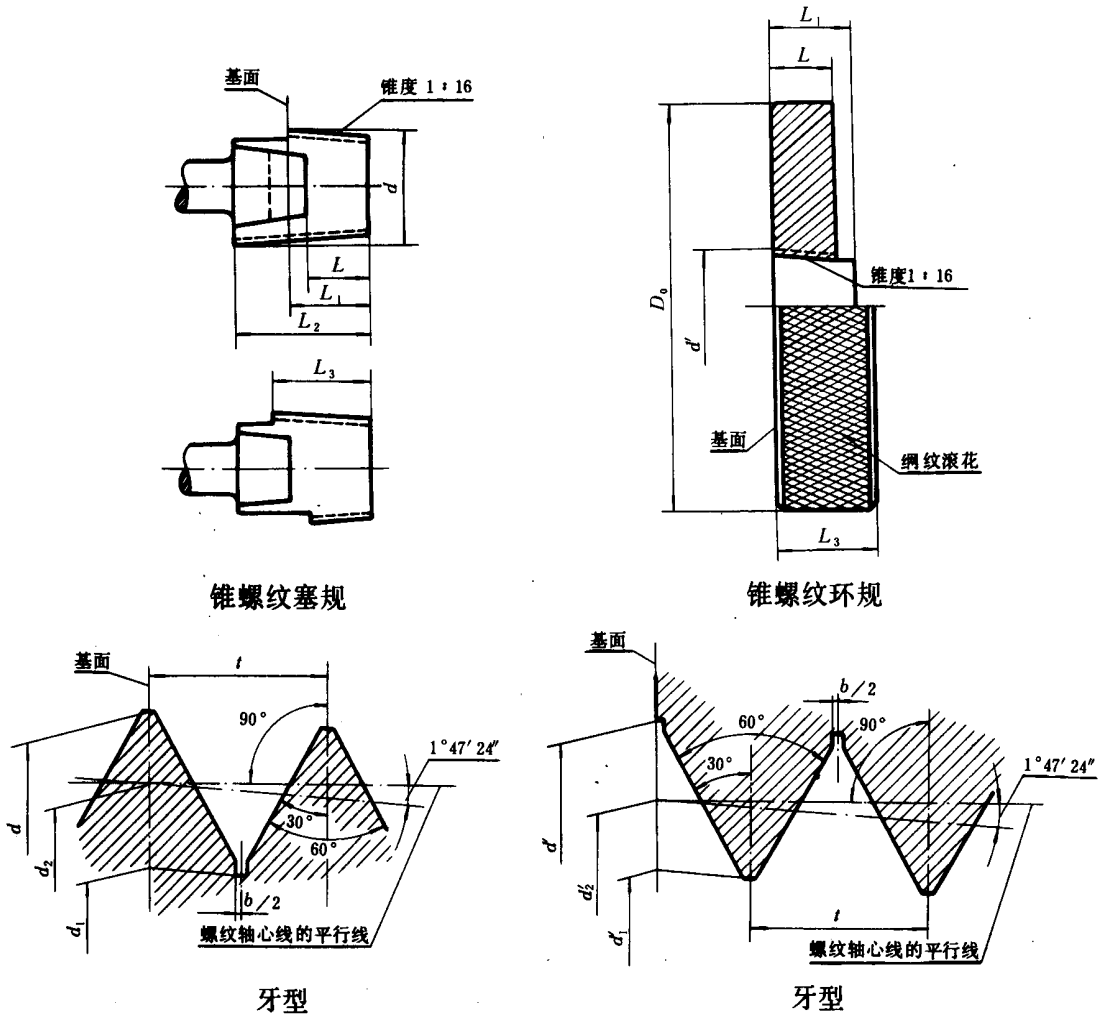 基面
锥度 1：16
d
L
L₁
L₂
L₃
锥螺纹塞规
L₁
L
D₀
d′
锥度1：16
基面
网纹滚花
L₃
锥螺纹环规
基面
t
90°
1°47′24″
30°
60°
d
d₂
d₁
b/2
螺纹轴心线的平行线
牙型
基面
b/2
60°
90°
30°
1°47′24″
d′
d′₂
d′₁
t
螺纹轴心线的平行线
牙型